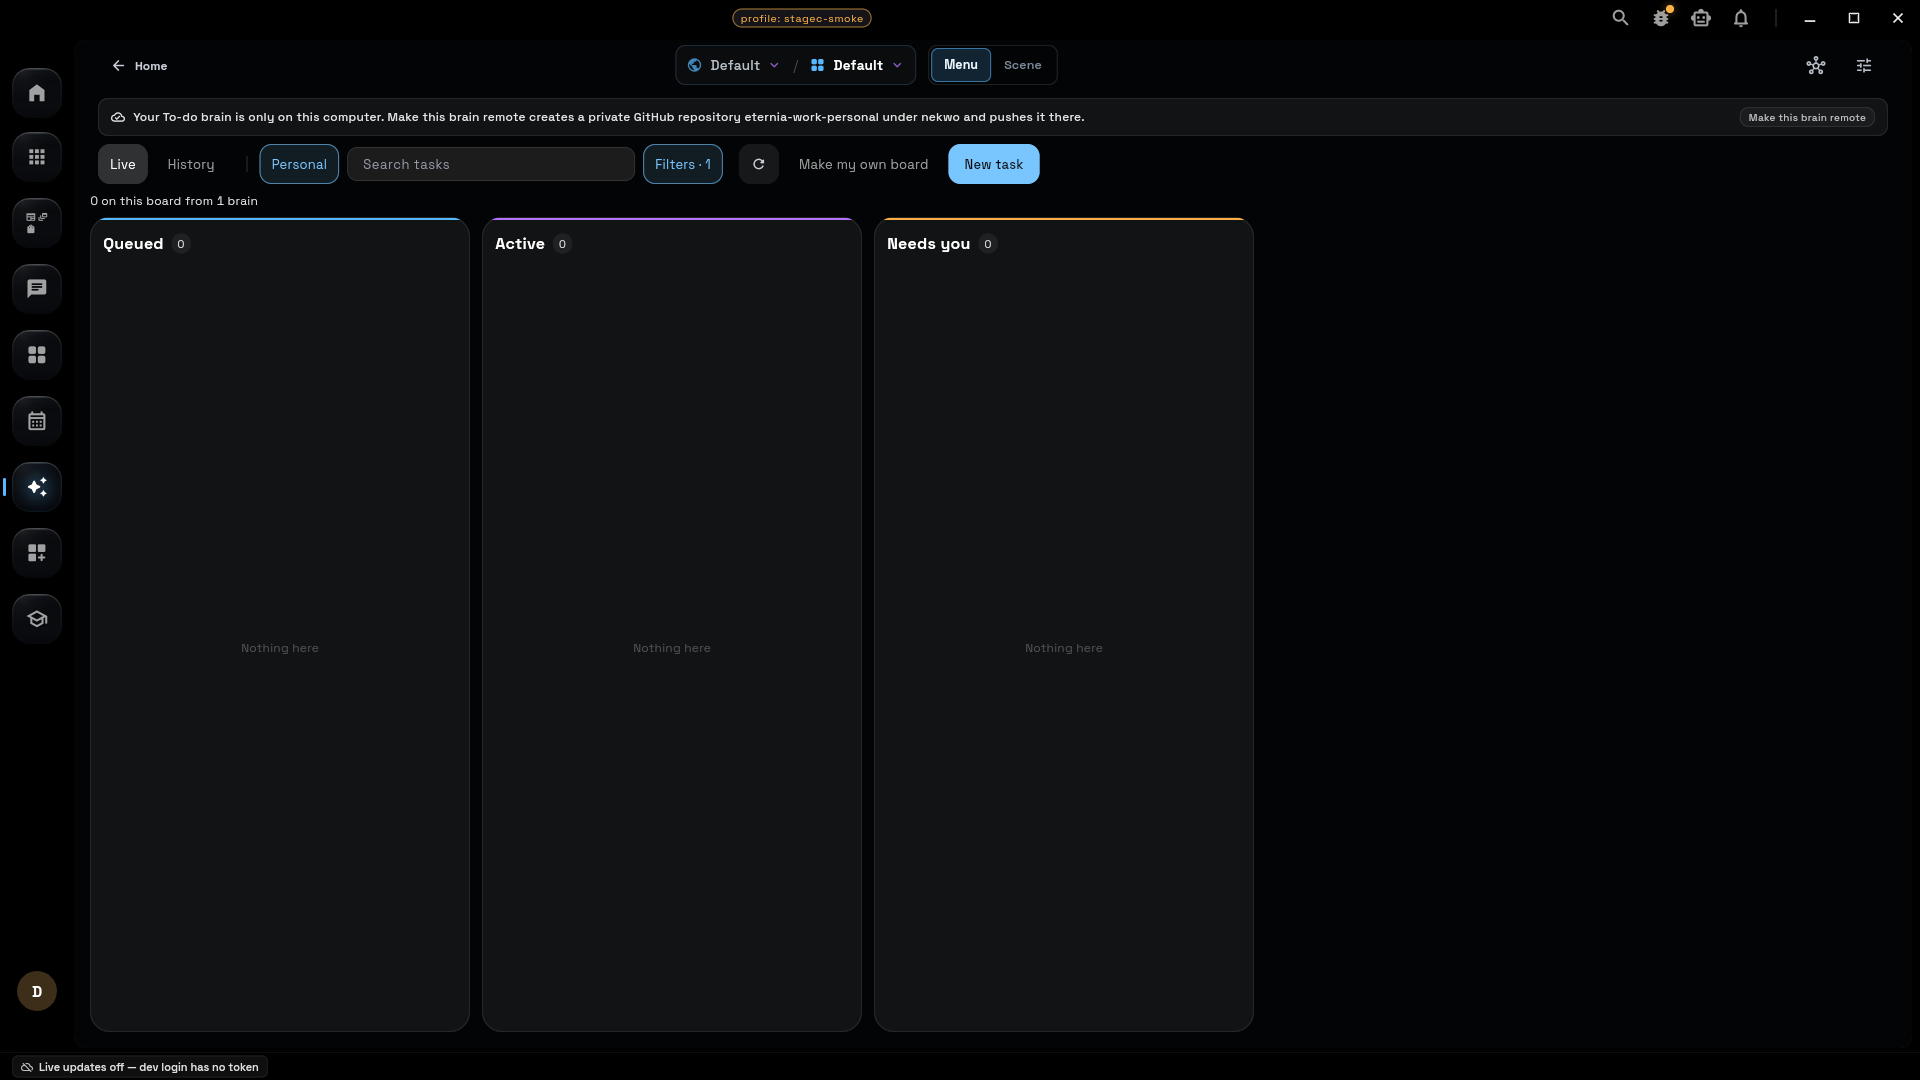 profile: stagec-smoke
Home
Default / Default
Menu Scene
Your To-do brain is only on this computer. Make this brain remote creates a private GitHub repository eternia-work-personal under nekwo and pushes it there.
Make this brain remote
Live History Personal Search tasks Filters · 1 Make my own board New task
0 on this board from 1 brain
Queued 0
Active 0
Needs you 0
Nothing here
Nothing here
Nothing here
D
Live updates off — dev login has no token